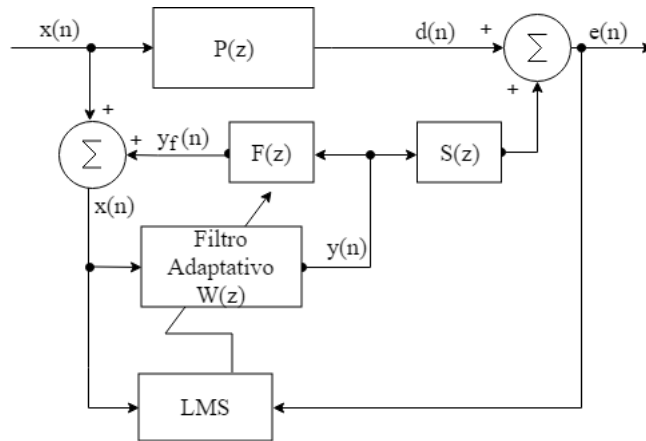 x(n)
P(z)
d(n)
+
Σ
e(n)
+
+
Σ
+
y_f(n)
F(z)
S(z)
x(n)
Filtro
Adaptativo
W(z)
y(n)
LMS